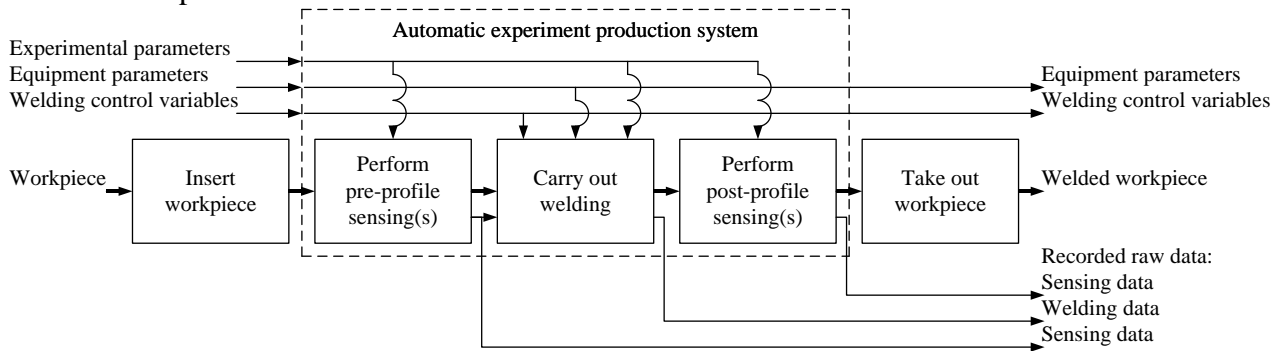 Automatic experiment production system
Experimental parameters
Equipment parameters
Welding control variables
Equipment parameters
Welding control variables
Workpiece
Insert
workpiece
Perform
pre-profile
sensing(s)
Carry out
welding
Perform
post-profile
sensing(s)
Take out
workpiece
Welded workpiece
Recorded raw data:
Sensing data
Welding data
Sensing data